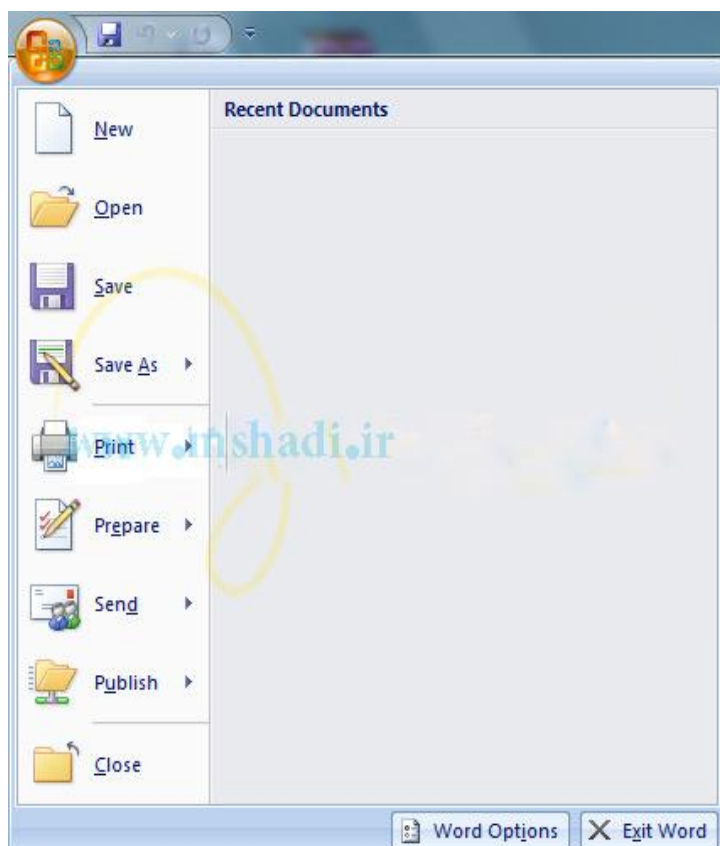 Recent Documents
New
Open
Save
Save As
Print
www.mshadi.ir
Prepare
Send
Publish
Close
Word Options
Exit Word